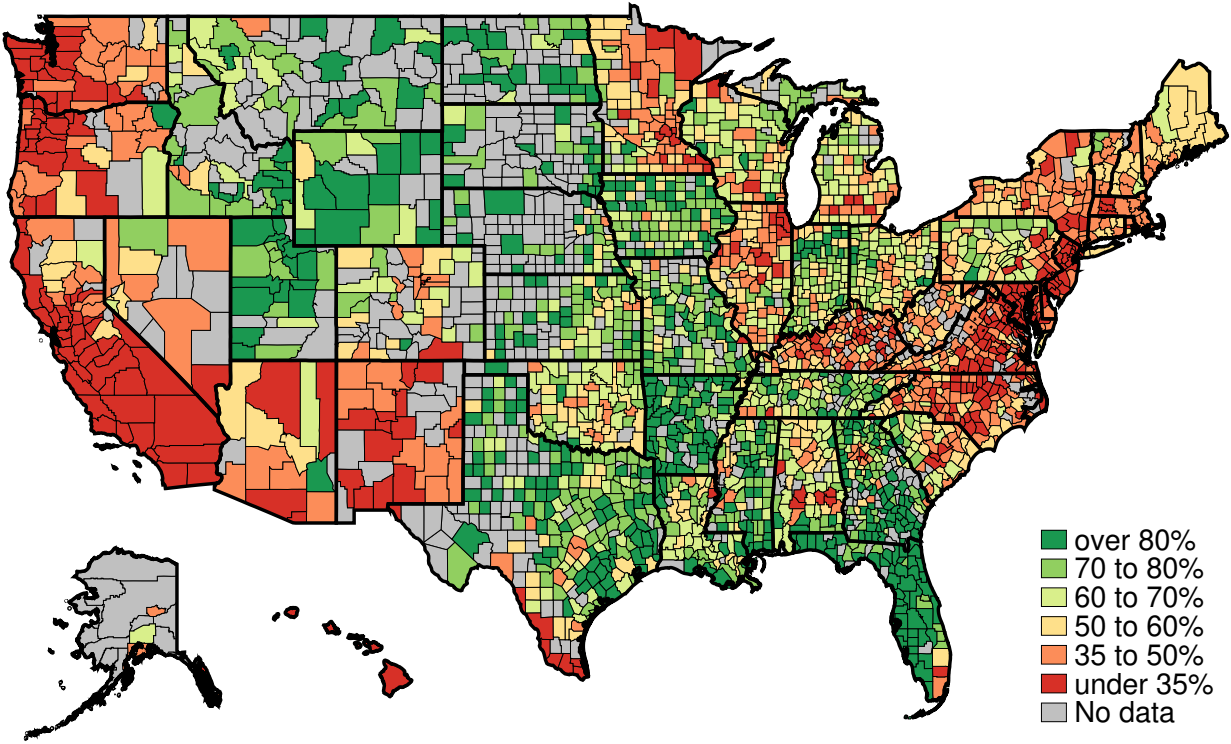 over 80%
70 to 80%
60 to 70%
50 to 60%
35 to 50%
under 35%
No data